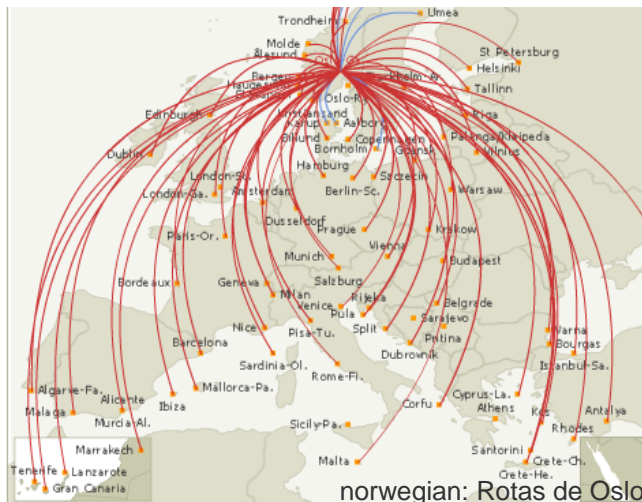 Umea
Trondheim
Molde
Ålesund
St Petersburg
Helsinki
Bergen
Stockholm-Ar.
Tallinn
Oslo-Ry.
Kristiansand
Riga
Edinburgh
Karup
Aalborg
Billund
Copenhagen
Palanga/Klaipeda
Vilnius
Bornholm
Gdansk
Dublin
Hamburg
Szczecin
London-St.
London-Ga.
Amsterdam
Berlin-Sc.
Warsaw
Dusseldorf
Paris-Or.
Prague
Krakow
Munich
Vienna
Budapest
Bordeaux
Geneva
Salzburg
Milan
Venice
Rijeka
Belgrade
Pula
Sarajevo
Nice
Pisa-Tu.
Split
Pritina
Varna
Bourgas
Barcelona
Dubrovnik
Sardinia-Ol.
Rome-Fi.
Istanbul-Sa.
Algarve-Fa.
Alicante
Mallorca-Pa.
Ibiza
Corfu
Cyprus-La.
Malaga
Murcia-Al.
Athens
Kos
Antalya
Sicily-Pa.
Rhodes
Marrakech
Santorini
Tenerife
Lanzarote
Malta
Crete-Ch.
Gran Canaria
Crete-He.
norwegian: Rotas de Oslo